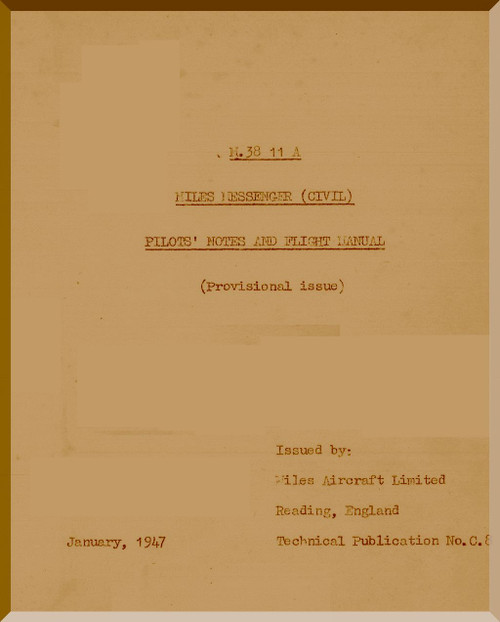 M.38 11 A
MILES MESSENGER (CIVIL)
PILOTS' NOTES AND FLIGHT MANUAL
(Provisional issue)
Issued by:
Miles Aircraft Limited
Reading, England
January, 1947
Technical Publication No.C.8